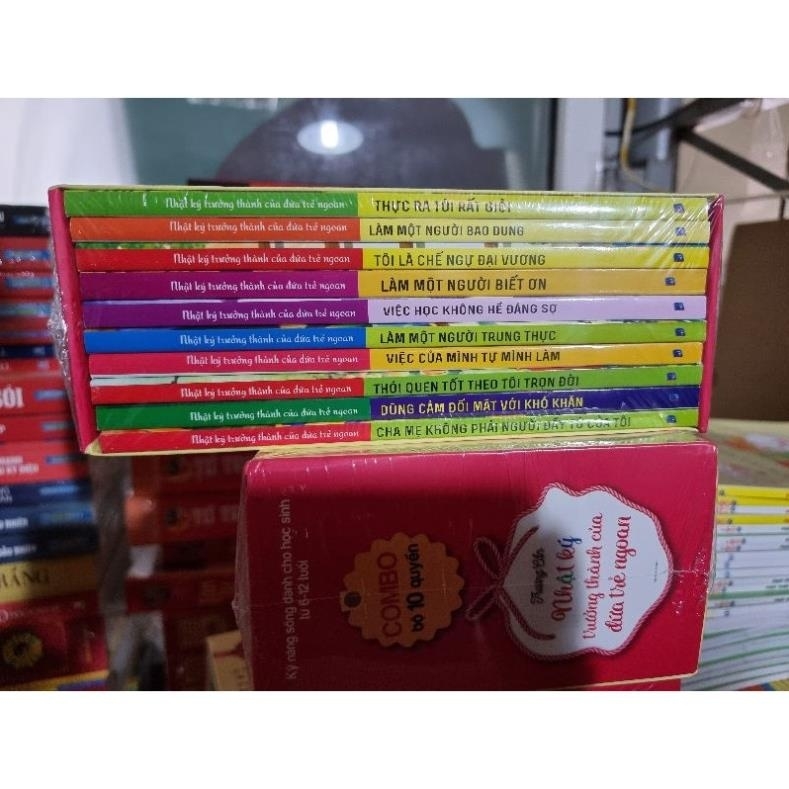 Nhật ký trưởng thành của đứa trẻ ngoan THỰC RA TÔI RẤT GIỎI
Nhật ký trưởng thành của đứa trẻ ngoan LÀM MỘT NGƯỜI BAO DUNG
Nhật ký trưởng thành của đứa trẻ ngoan TÔI LÀ CHẾ NGỰ ĐẠI VƯƠNG
Nhật ký trưởng thành của đứa trẻ ngoan LÀM MỘT NGƯỜI BIẾT ƠN
Nhật ký trưởng thành của đứa trẻ ngoan VIỆC HỌC KHÔNG HỀ ĐÁNG SỢ
Nhật ký trưởng thành của đứa trẻ ngoan LÀM MỘT NGƯỜI TRUNG THỰC
Nhật ký trưởng thành của đứa trẻ ngoan VIỆC CỦA MÌNH TỰ MÌNH LÀM
Nhật ký trưởng thành của đứa trẻ ngoan THÓI QUEN TỐT THEO TÔI TRỌN ĐỜI
Nhật ký trưởng thành của đứa trẻ ngoan DŨNG CẢM ĐỐI MẶT VỚI KHÓ KHĂN
Nhật ký trưởng thành của đứa trẻ ngoan CHA MẸ KHÔNG PHẢI NGƯỜI ĐẦY TỚ CỦA TÔI
Kỹ năng sống dành cho học sinh
từ 6-12 tuổi
COMBO
bộ 10 quyển
Nhật ký
trưởng thành của
đứa trẻ ngoan